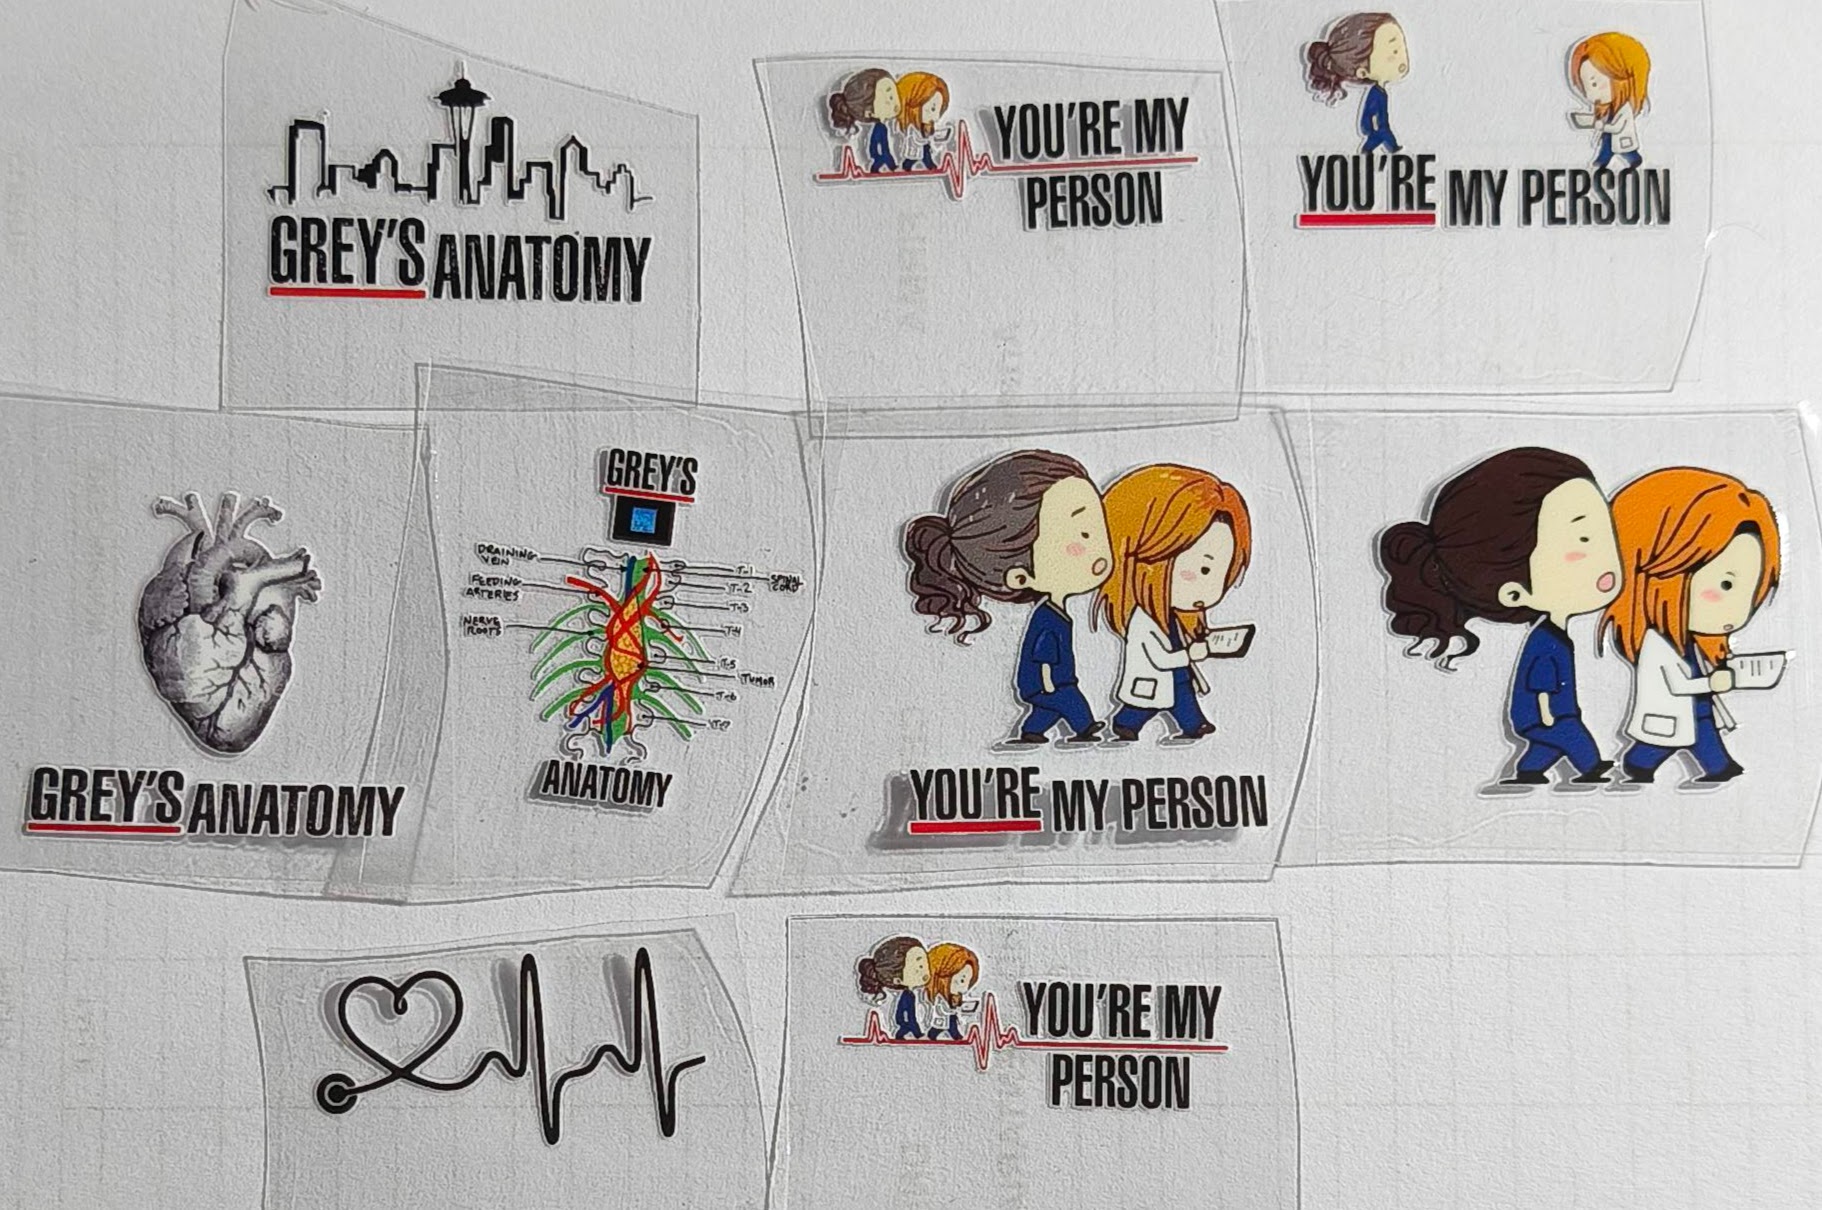 GREY'S ANATOMY
YOU'RE MY
PERSON
YOU'RE MY PERSON
GREY'S ANATOMY
GREY'S
DRAINING
VEIN
FEEDING
ARTERIES
NERVE
ROOTS
T-1
SPINAL
CORD
T-2
T-3
T-4
T-5
TUMOR
T-6
T-7
ANATOMY
YOU'RE MY PERSON
YOU'RE MY
PERSON